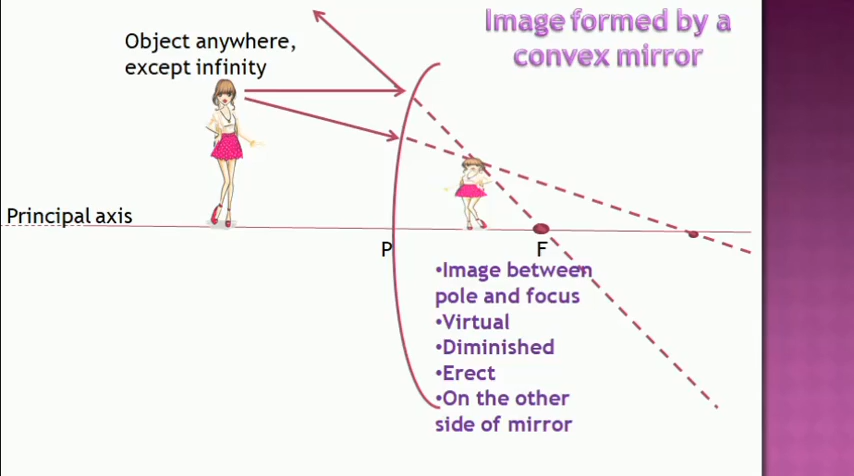 Image formed by a
convex mirror
Object anywhere,
except infinity
Principal axis
P
F
•Image between
pole and focus
•Virtual
•Diminished
•Erect
•On the other
side of mirror